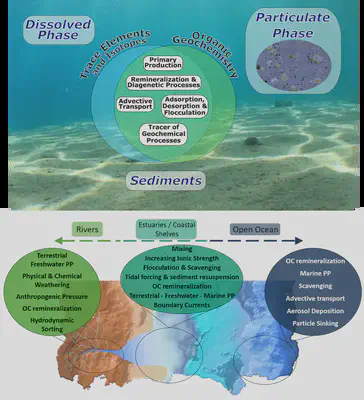 Dissolved Phase
Particulate
Phase
Trace Elements
and Isotopes
Organic
Geochemistry
Primary
Production
Remineralization &
Diagenetic Processes
Advective
Transport
Adsorption,
Desorption &
Flocculation
Tracer of
Geochemical
Processes
Sediments
Rivers
Estuaries / Coastal
Shelves
Open Ocean
Terrestrial
Freshwater PP
Physical & Chemical
Weathering
Anthropogenic Pressure
OC remineralization
Hydrodynamic
Sorting
Mixing
Increasing Ionic Strength
Flocculation & Scavenging
Tidal forcing & sediment resuspension
OC remineralization
Terrestrial - Freshwater - Marine PP
Boundary Currents
OC remineralization
Marine PP
Scavenging
Advective transport
Aerosol Deposition
Particle Sinking